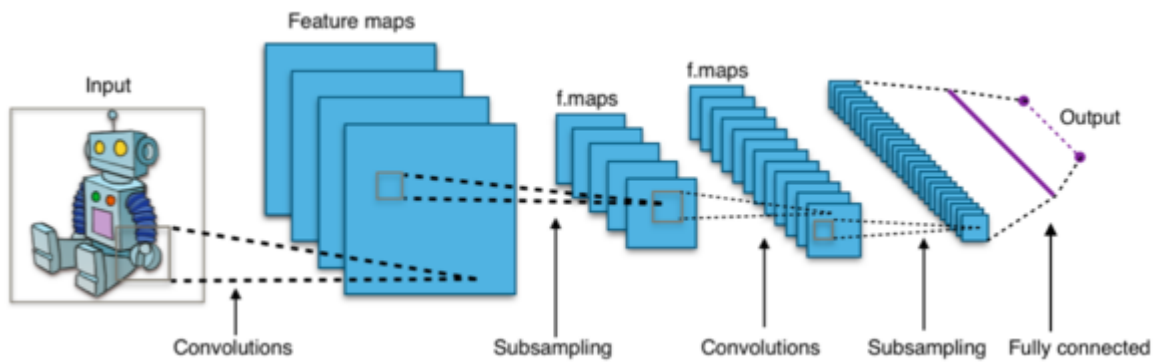 Feature maps
Input
f.maps
f.maps
Output
Convolutions
Subsampling
Convolutions
Subsampling
Fully connected